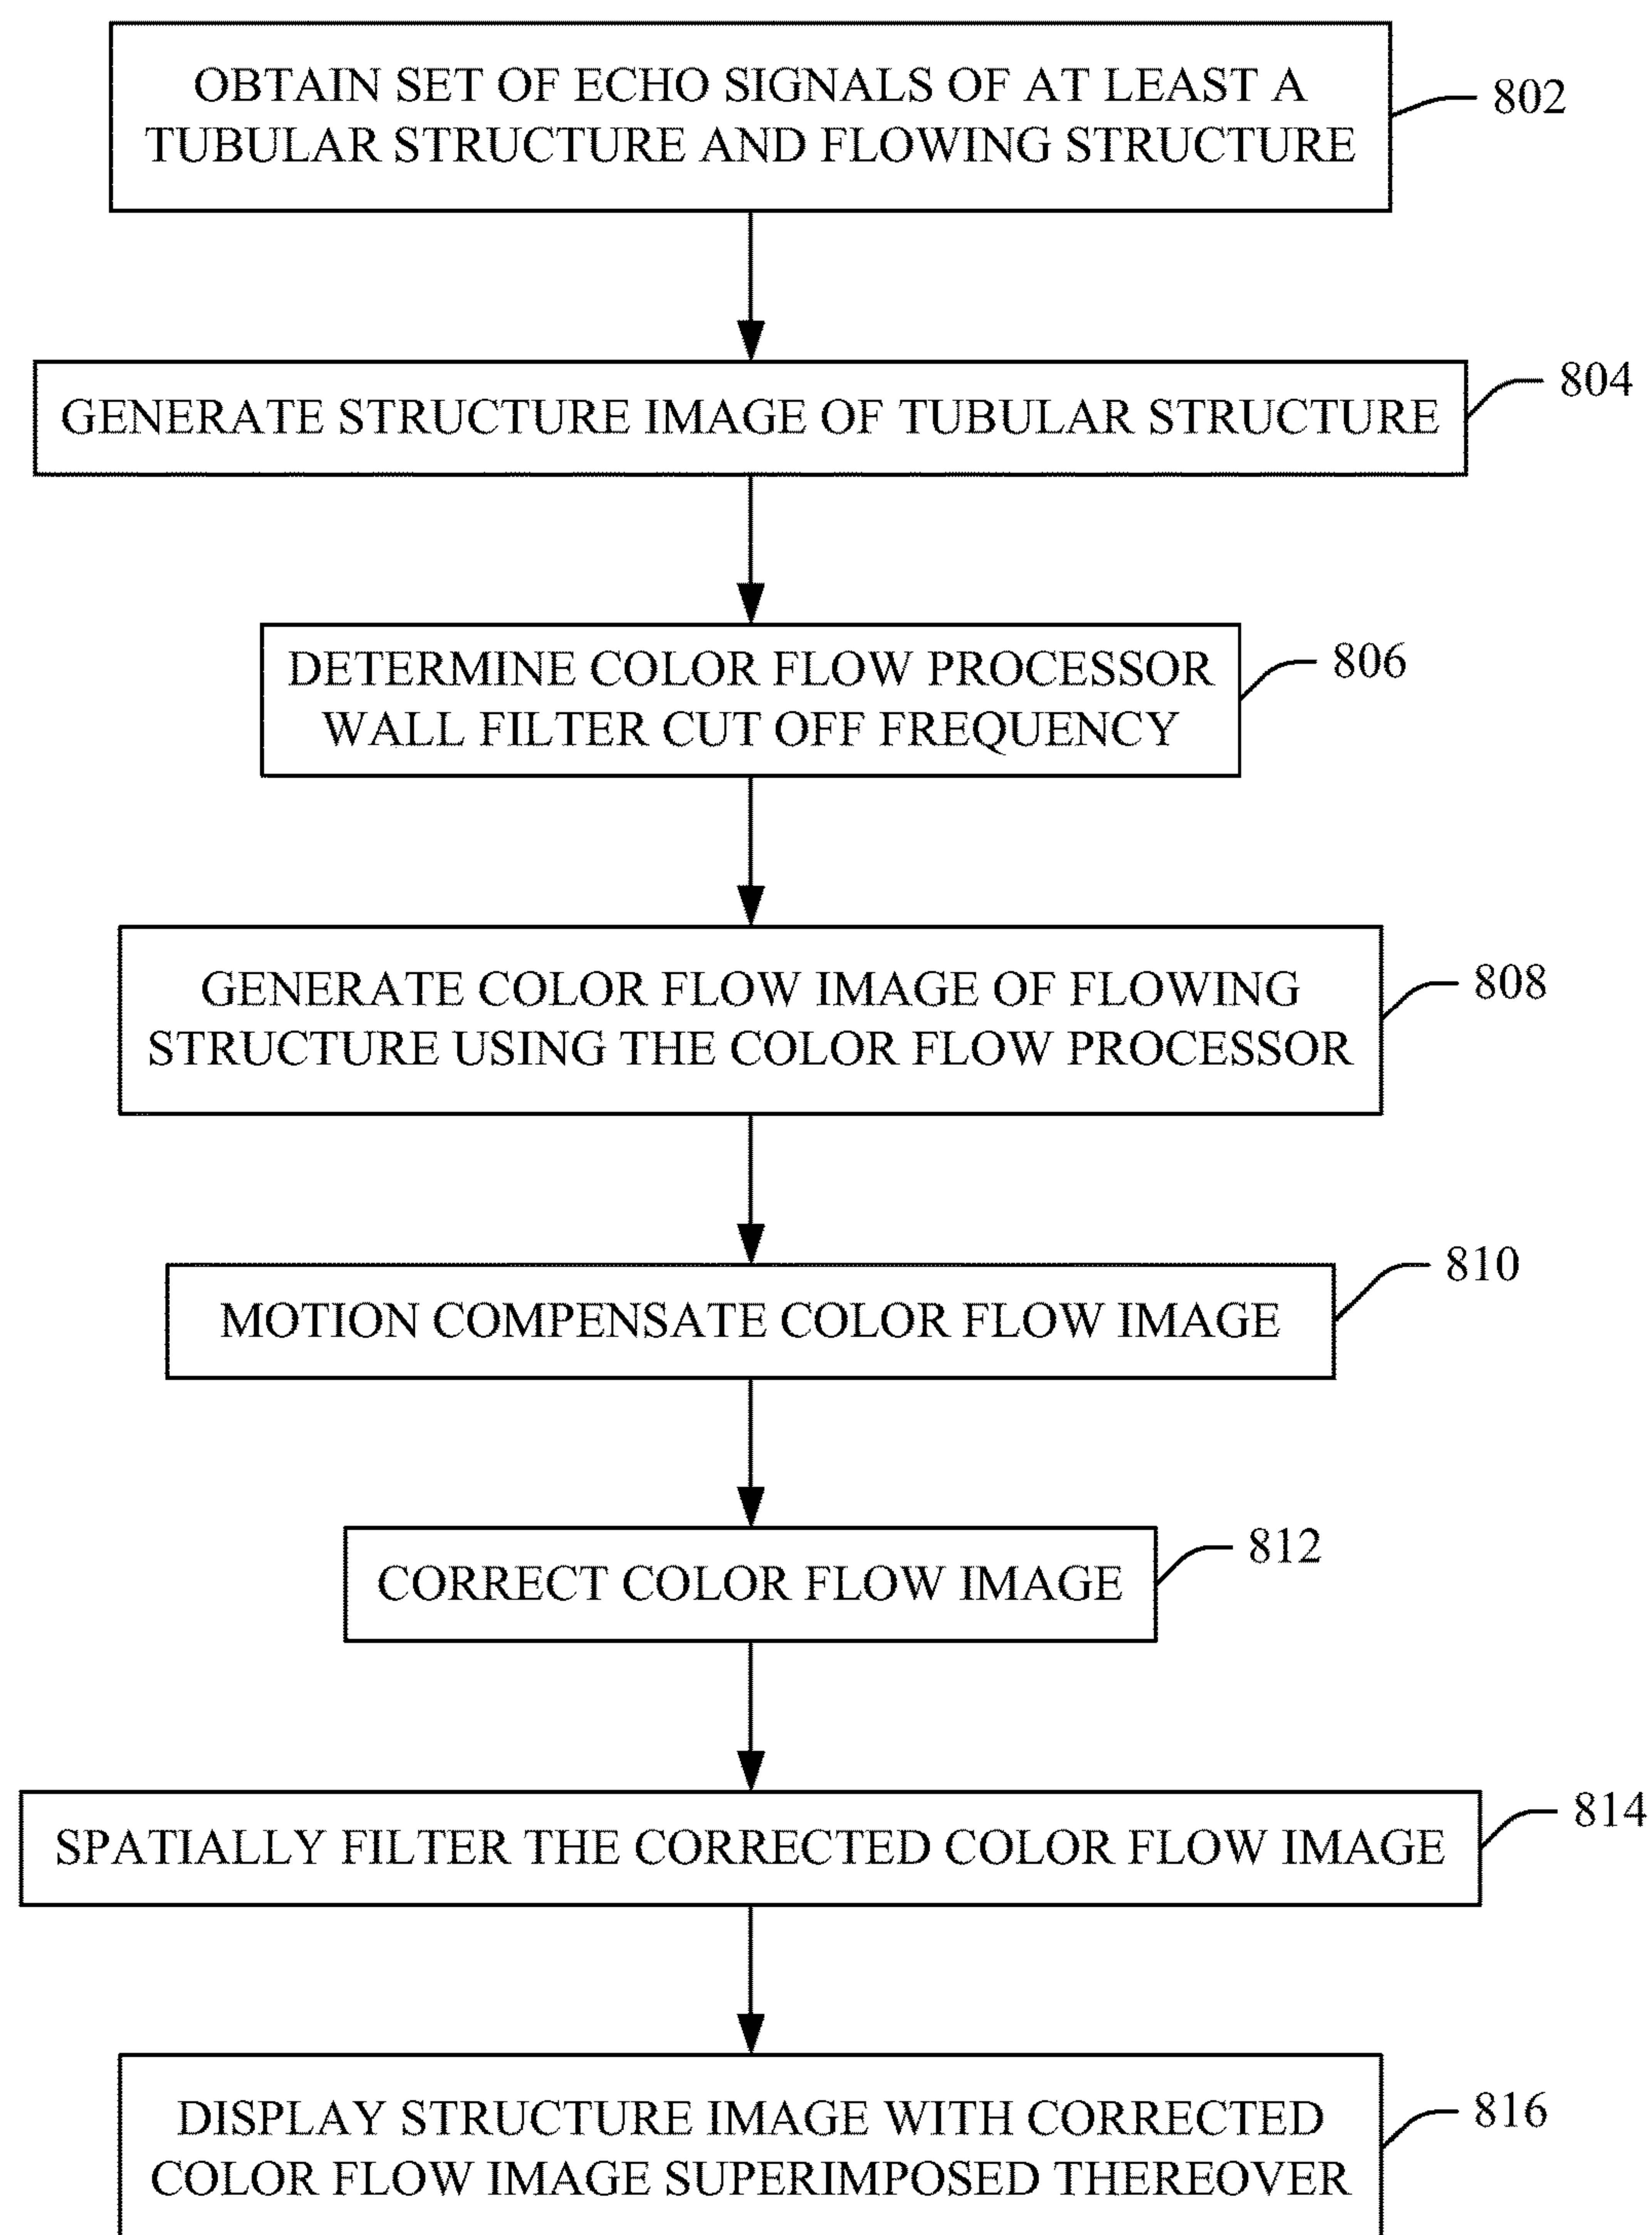 OBTAIN SET OF ECHO SIGNALS OF AT LEAST A
TUBULAR STRUCTURE AND FLOWING STRUCTURE
802
GENERATE STRUCTURE IMAGE OF TUBULAR STRUCTURE
804
DETERMINE COLOR FLOW PROCESSOR
WALL FILTER CUT OFF FREQUENCY
806
GENERATE COLOR FLOW IMAGE OF FLOWING
STRUCTURE USING THE COLOR FLOW PROCESSOR
808
MOTION COMPENSATE COLOR FLOW IMAGE
810
CORRECT COLOR FLOW IMAGE
812
SPATIALLY FILTER THE CORRECTED COLOR FLOW IMAGE
814
DISPLAY STRUCTURE IMAGE WITH CORRECTED
COLOR FLOW IMAGE SUPERIMPOSED THEREOVER
816